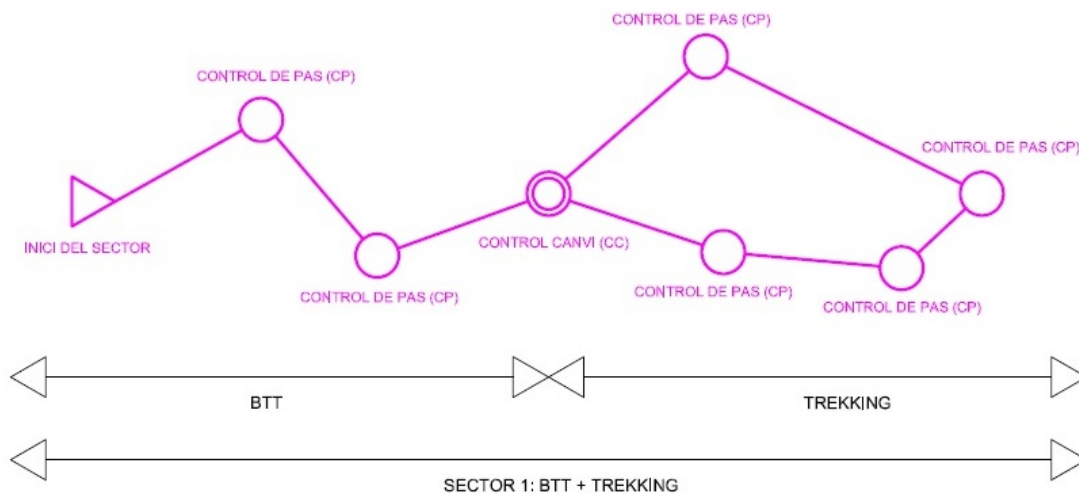 CONTROL DE PAS (CP)
CONTROL DE PAS (CP)
CONTROL DE PAS (CP)
INICI DEL SECTOR
CONTROL CANVI (CC)
CONTROL DE PAS (CP)
CONTROL DE PAS (CP)
CONTROL DE PAS (CP)
BTT
TREKKING
SECTOR 1: BTT + TREKKING